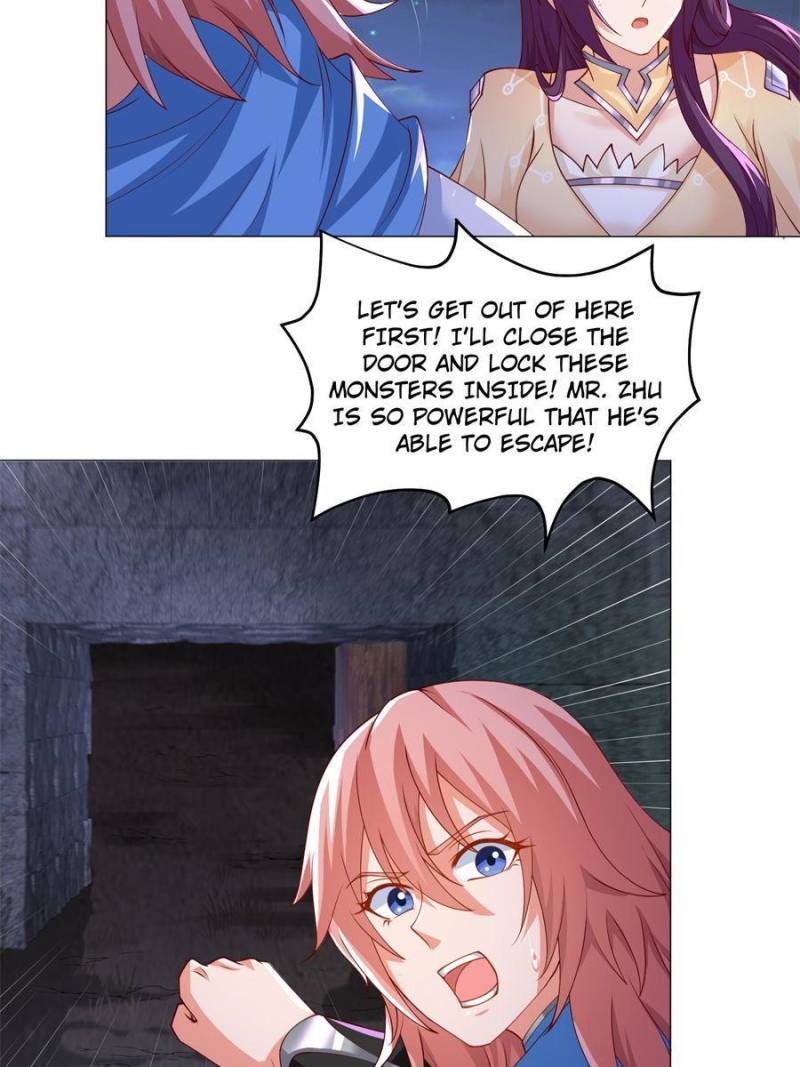 LET'S GET OUT OF HERE
FIRST! I'LL CLOSE THE
DOOR AND LOCK THESE
MONSTERS INSIDE! MR. ZHU
IS SO POWERFUL THAT HE'S
ABLE TO ESCAPE!